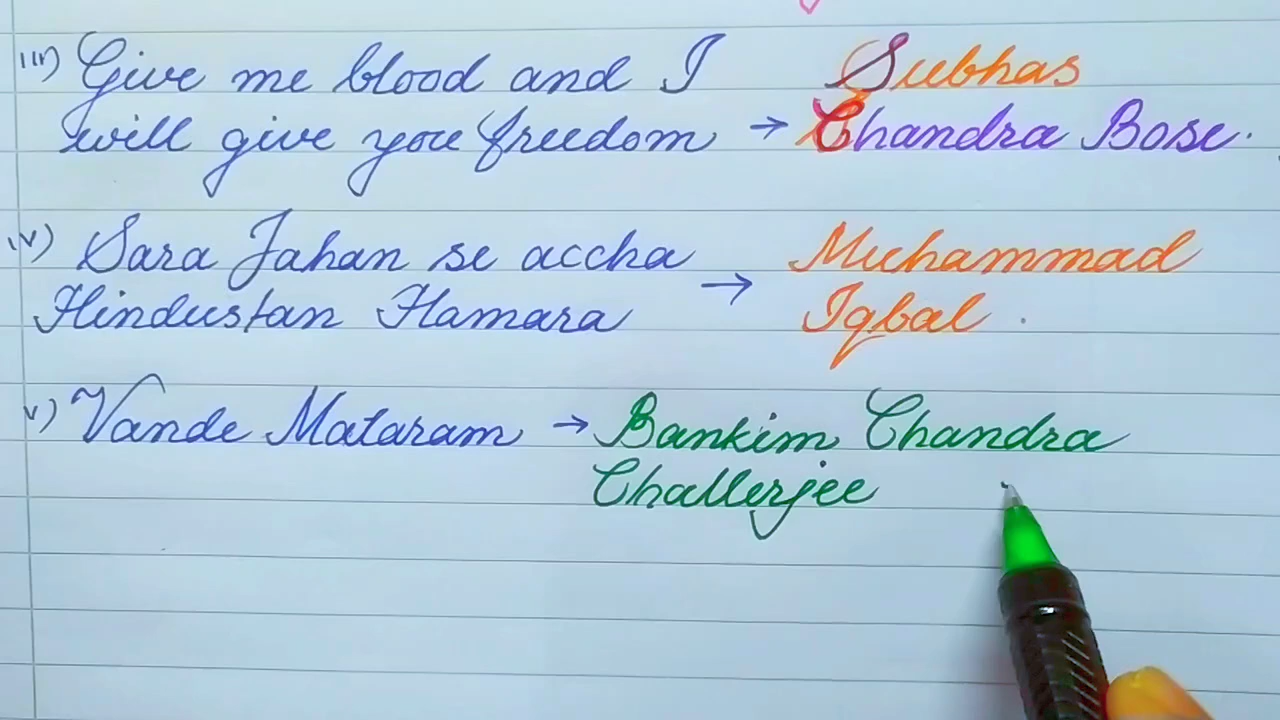 iii) Give me blood and I Subhas
will give you freedom → Chandra Bose.
iv) Sara Jahan se accha Muhammad
Hindustan Hamara → Iqbal .
v) Vande Mataram → Bankim Chandra
Chatterjee